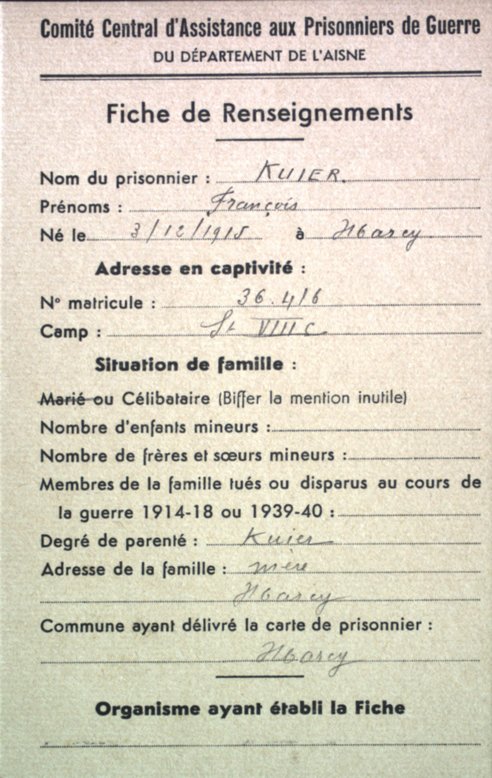 Comité Central d'Assistance aux Prisonniers de Guerre
DU DÉPARTEMENT DE L'AISNE
Fiche de Renseignements
Nom du prisonnier : KUIER.
Prénoms : François
Né le 3/12/1915 à Harcy
Adresse en captivité :
N° matricule : 36.416
Camp : St VIII C
Situation de famille :
Marié ou Célibataire (Biffer la mention inutile)
Nombre d'enfants mineurs :
Nombre de frères et sœurs mineurs :
Membres de la famille tués ou disparus au cours de
la guerre 1914-18 ou 1939-40 :
Degré de parenté : Kuier
Adresse de la famille : mère
Harcy
Commune ayant délivré la carte de prisonnier :
Harcy
Organisme ayant établi la Fiche